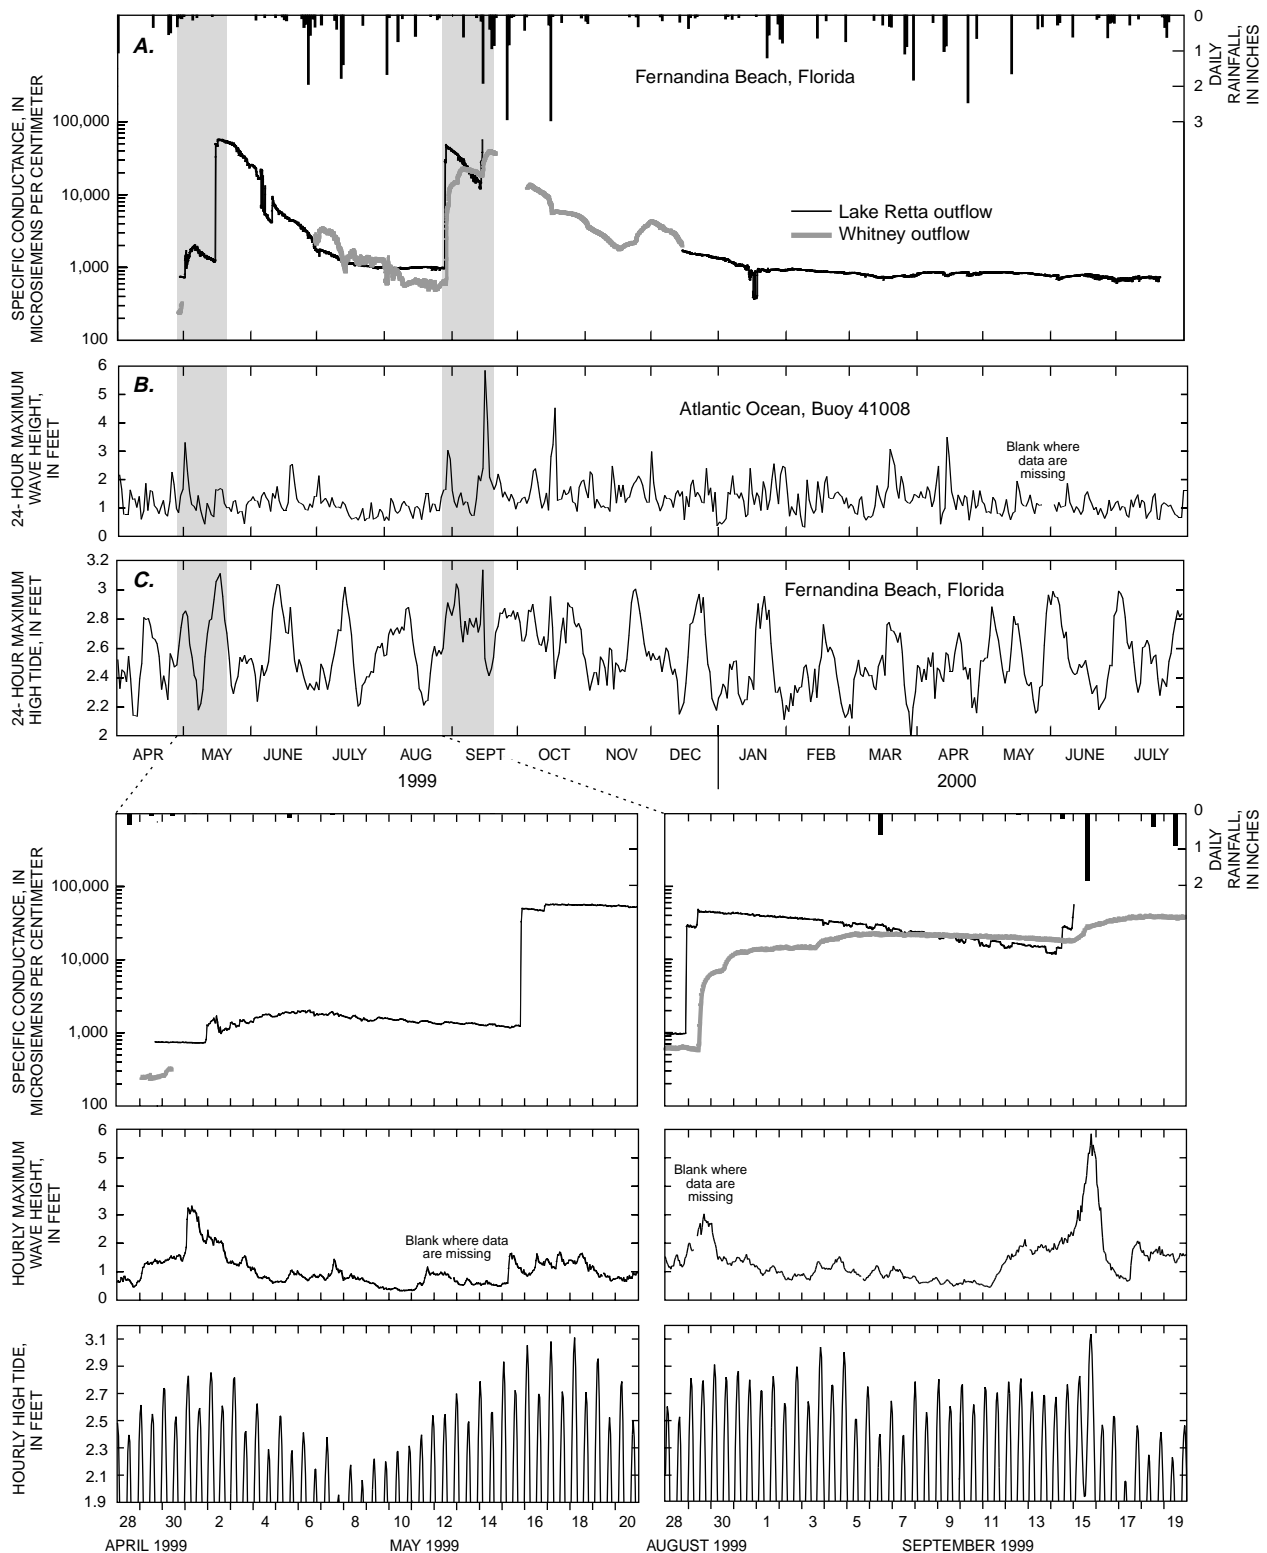 A.
Fernandina Beach, Florida
SPECIFIC CONDUCTANCE, IN
MICROSIEMENS PER CENTIMETER
100,000
10,000
1,000
100
0
1
2
3
DAILY
RAINFALL,
IN INCHES
Lake Retta outflow
Whitney outflow
B.
Atlantic Ocean, Buoy 41008
24- HOUR MAXIMUM
WAVE HEIGHT,
IN FEET
6
5
4
3
2
1
0
Blank where
data are
missing
C.
Fernandina Beach, Florida
24- HOUR MAXIMUM
HIGH TIDE, IN FEET
3.2
3
2.8
2.6
2.4
2.2
2
APR MAY JUNE JULY AUG SEPT OCT NOV DEC JAN FEB MAR APR MAY JUNE JULY
1999 2000
SPECIFIC CONDUCTANCE, IN
MICROSIEMENS PER CENTIMETER
100,000
10,000
1,000
100
0
1
2
DAILY
RAINFALL,
IN INCHES
HOURLY MAXIMUM
WAVE HEIGHT,
IN FEET
6
5
4
3
2
1
0
Blank where data
are missing
Blank where
data are
missing
HOURLY HIGH TIDE,
IN FEET
3.1
2.9
2.7
2.5
2.3
2.1
1.9
28 30 2 4 6 8 10 12 14 16 18 20
APRIL 1999 MAY 1999
28 30 1 3 5 7 9 11 13 15 17 19
AUGUST 1999 SEPTEMBER 1999